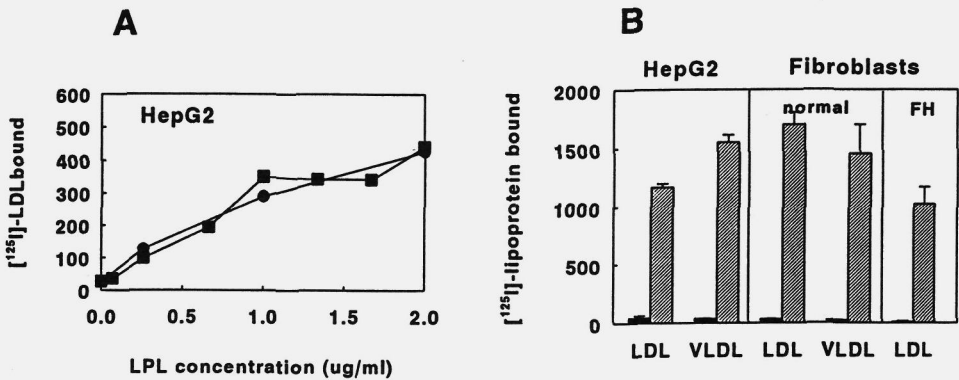 A
HepG2
[125I]-LDLbound
600
500
400
300
200
100
0
0.0 0.5 1.0 1.5 2.0
LPL concentration (ug/ml)
B
HepG2 Fibroblasts
normal FH
[125I]-lipoprotein bound
2000
1500
1000
500
0
LDL VLDL LDL VLDL LDL